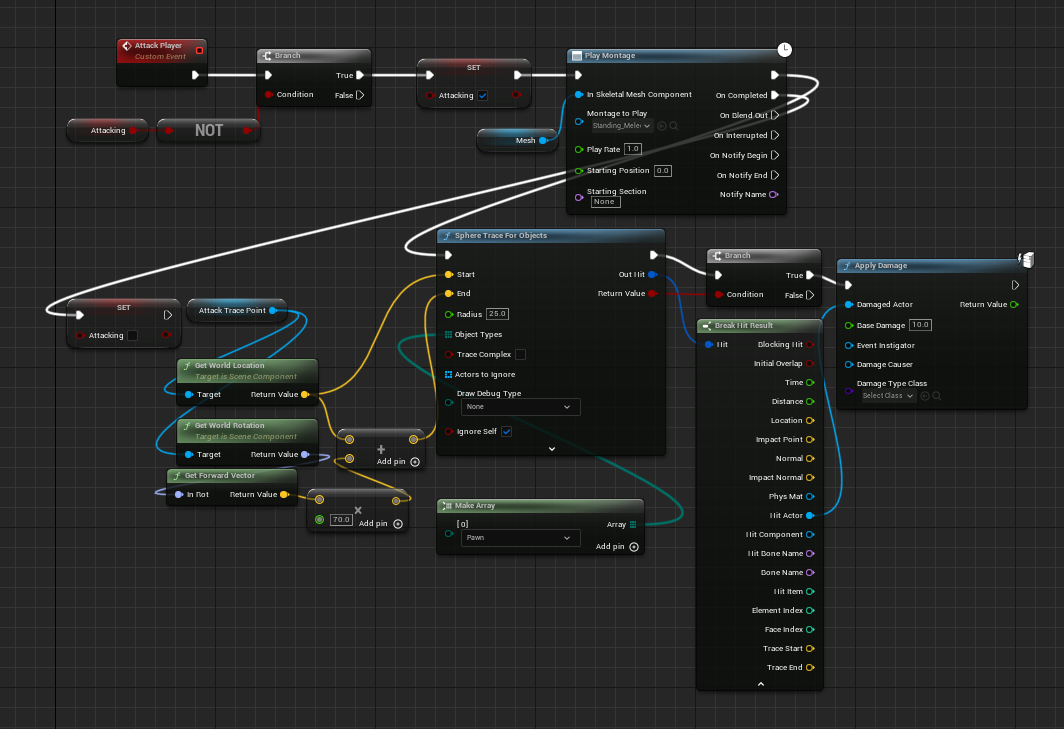 Attack Player
Custom Event
Branch
True
Condition
False
Attacking
NOT
SET
Attacking
Mesh
Play Montage
In Skeletal Mesh Component
On Completed
Montage to Play
On Blend Out
On Interrupted
Play Rate 1.0
On Notify Begin
Starting Position 0.0
On Notify End
Starting Section
None
Notify Name
SET
Attacking
Attack Trace Point
Get World Location
Target is Scene Component
Target
Return Value
Get World Rotation
Target is Scene Component
Target
Return Value
Get Forward Vector
In Rot
Return Value
+
Add pin
×
70.0
Add pin
Sphere Trace For Objects
Start
Out Hit
End
Return Value
Radius 25.0
Object Types
Trace Complex
Actors to Ignore
Draw Debug Type
None
Ignore Self
Make Array
[0]
Array
Pawn
Add pin
Branch
True
Condition
False
Break Hit Result
Hit
Blocking Hit
Initial Overlap
Time
Distance
Location
Impact Point
Normal
Impact Normal
Phys Mat
Hit Actor
Hit Component
Hit Bone Name
Bone Name
Hit Item
Element Index
Face Index
Trace Start
Trace End
Apply Damage
Damaged Actor
Return Value
Base Damage 10.0
Event Instigator
Damage Causer
Damage Type Class
Select Class